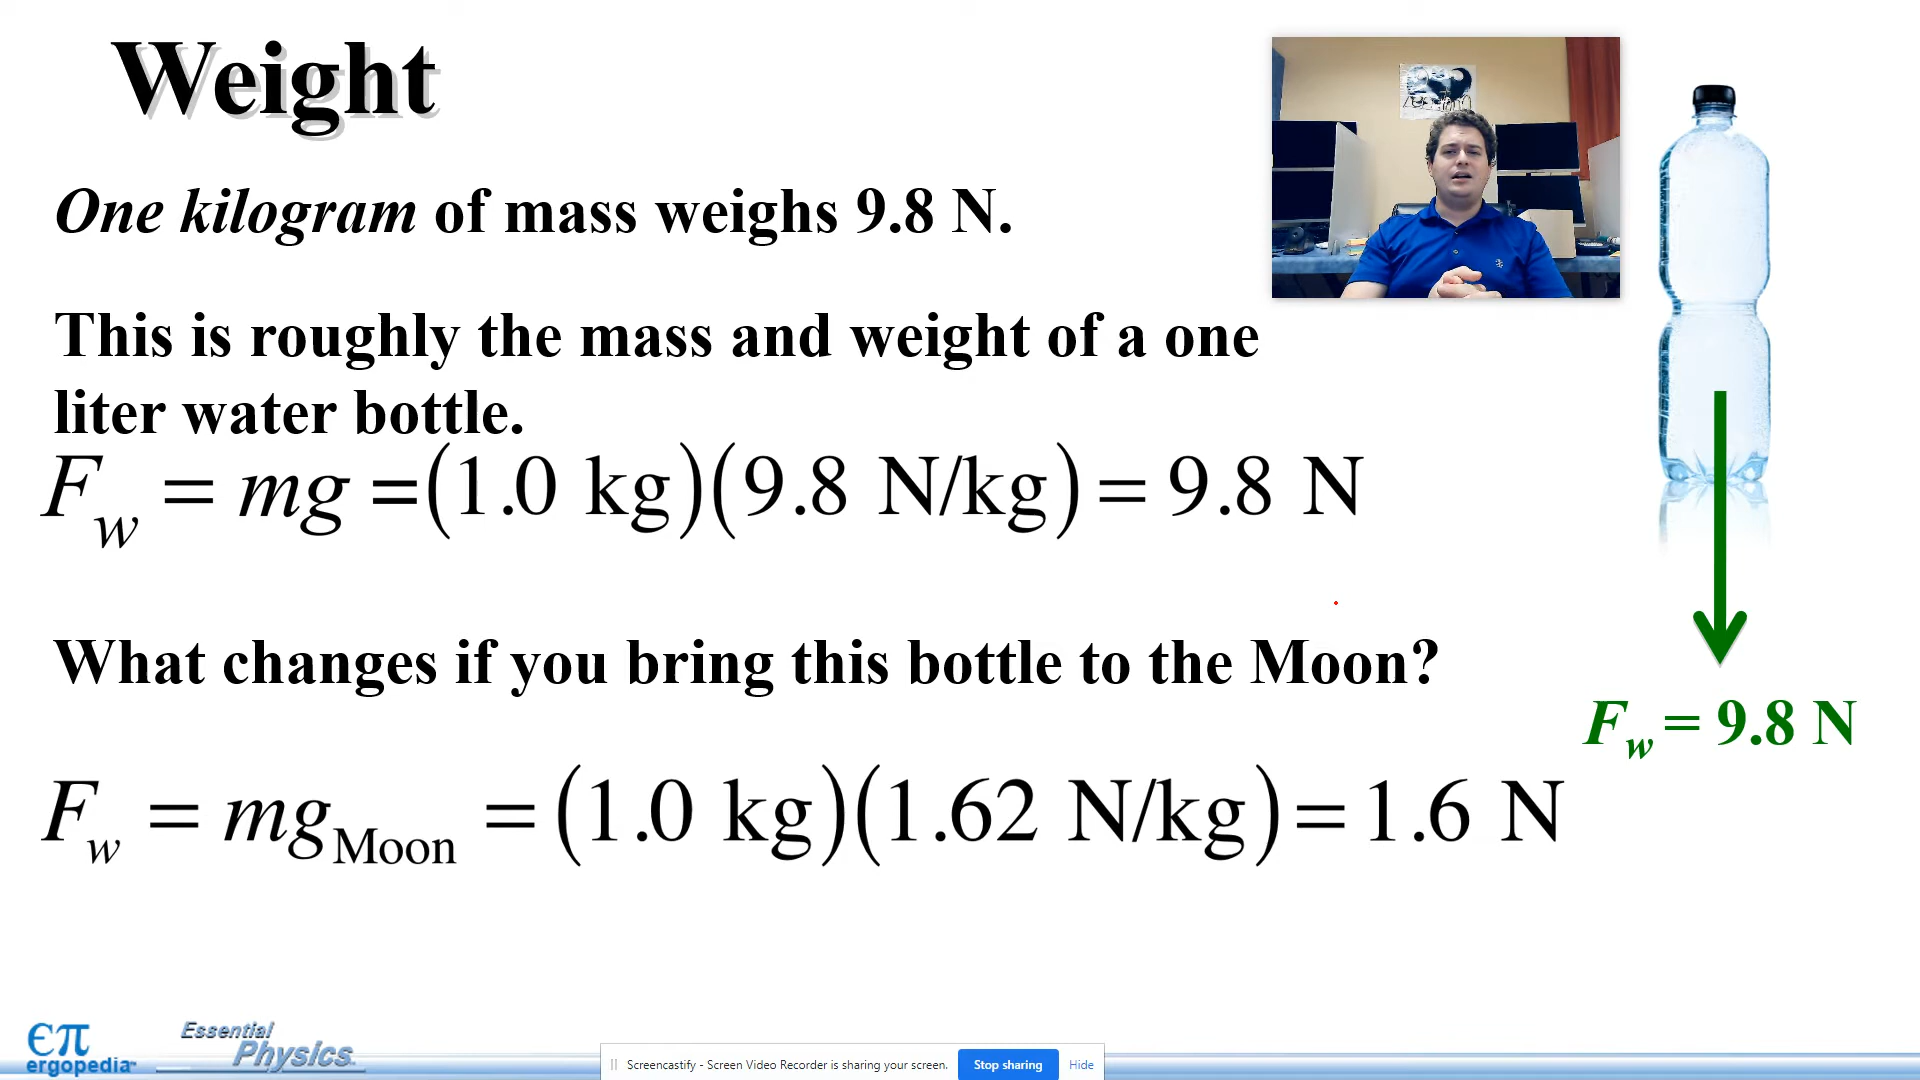 Weight
One kilogram of mass weighs 9.8 N.
This is roughly the mass and weight of a one
liter water bottle.
F_w = mg = (1.0 kg)(9.8 N/kg) = 9.8 N
What changes if you bring this bottle to the Moon?
F_w = 9.8 N
F_w = mg_Moon = (1.0 kg)(1.62 N/kg) = 1.6 N
єπ
ergopedia™
Essential
Physics
Screencastify - Screen Video Recorder is sharing your screen.
Stop sharing
Hide